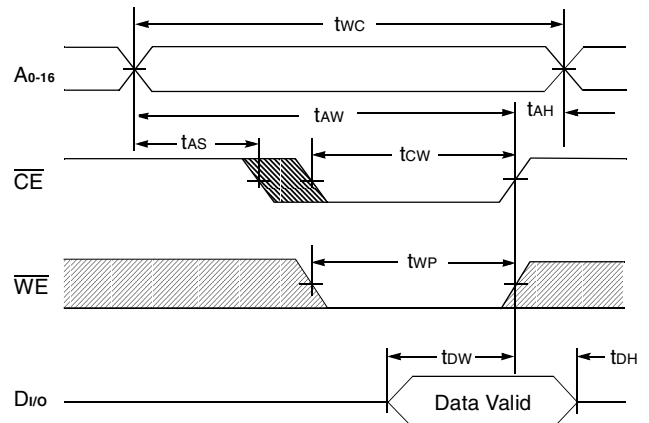 tWC
A0-16
tAW
tAH
tAS
tCW
CE
tWP
WE
tDW
tDH
DI/O
Data Valid